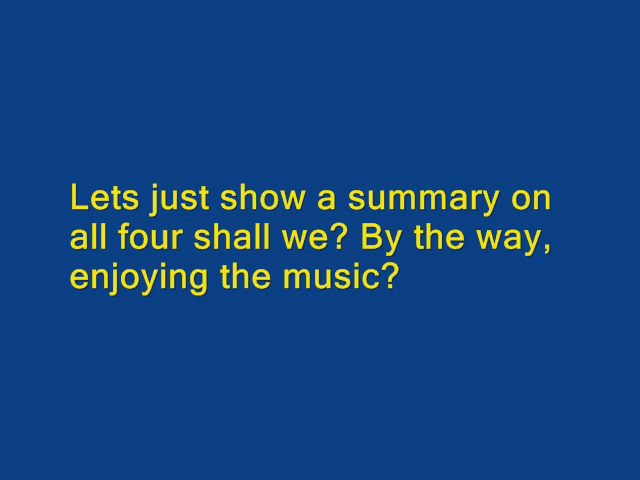 Lets just show a summary on
all four shall we? By the way,
enjoying the music?